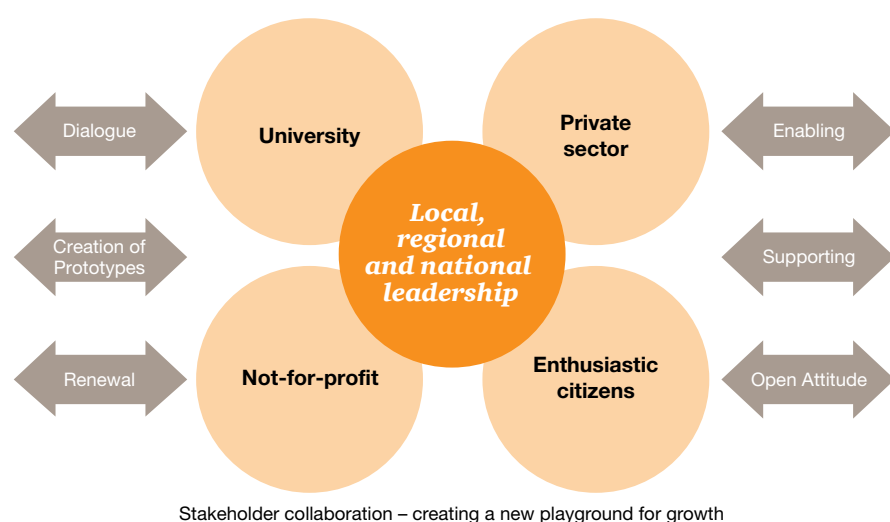 Dialogue
University
Private
sector
Enabling
Creation of
Prototypes
Local,
regional
and national
leadership
Supporting
Renewal
Not-for-profit
Enthusiastic
citizens
Open Attitude
Stakeholder collaboration – creating a new playground for growth